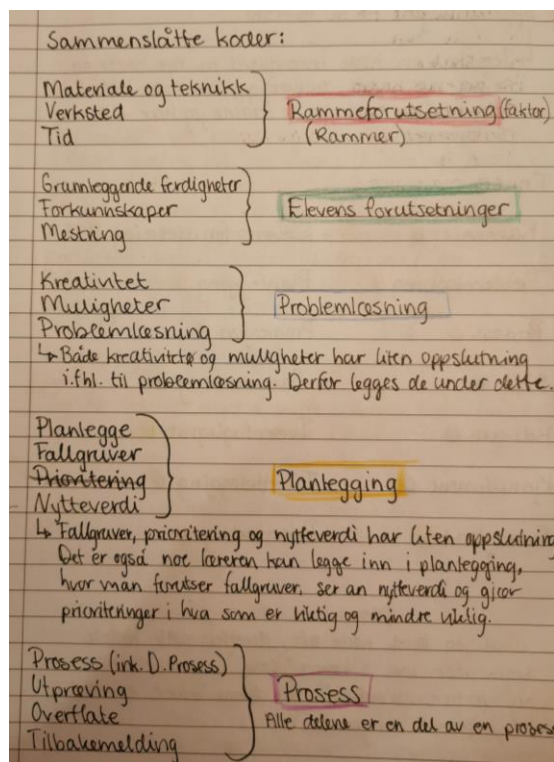 Sammenslåtte koder:
Materiale og teknikk
Verksted
Tid
Rammeforutsetning (faktor)
(Rammer)
Grunnleggende ferdigheter
Forkunnskaper
Mestring
Elevens forutsetninger
Kreativitet
Muligheter
Problemløsning
Problemløsning
↳ Både kreativitet og muligheter har liten oppslutning
i.fhl. til problemløsning. Derfor legges de under dette.
Planlegge
Fallgruver
Prioritering
Nytteverdi
Planlegging
↳ Fallgruver, prioritering og nytteverdi har liten oppslutning
Det er også noe læreren kan legge inn i planlegging,
hvor man forutser fallgruver, ser an nytteverdi og gjør
prioriteringer i hva som er viktig og mindre viktig.
Prosess (ink. D. Prosess)
Utprøving
Overflate
Tilbakemelding
Prosess
Alle delene er en del av en prosess